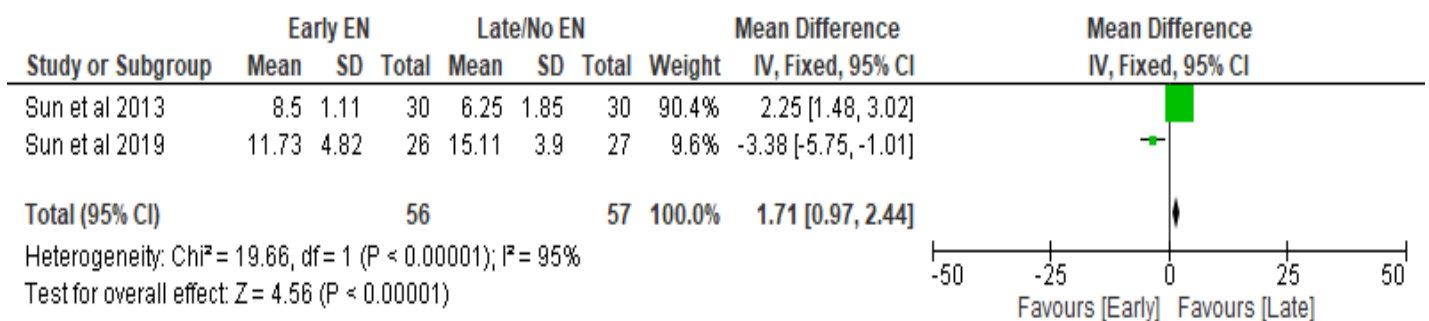 Early EN Late/No EN Mean Difference Mean Difference
Study or Subgroup Mean SD Total Mean SD Total Weight IV, Fixed, 95% CI IV, Fixed, 95% CI
Sun et al 2013 8.5 1.11 30 6.25 1.85 30 90.4% 2.25 [1.48, 3.02]
Sun et al 2019 11.73 4.82 26 15.11 3.9 27 9.6% -3.38 [-5.75, -1.01]
Total (95% CI) 56 57 100.0% 1.71 [0.97, 2.44]
Heterogeneity: Chi² = 19.66, df = 1 (P < 0.00001); I² = 95%
Test for overall effect: Z = 4.56 (P < 0.00001)
-50 -25 0 25 50
Favours [Early] Favours [Late]